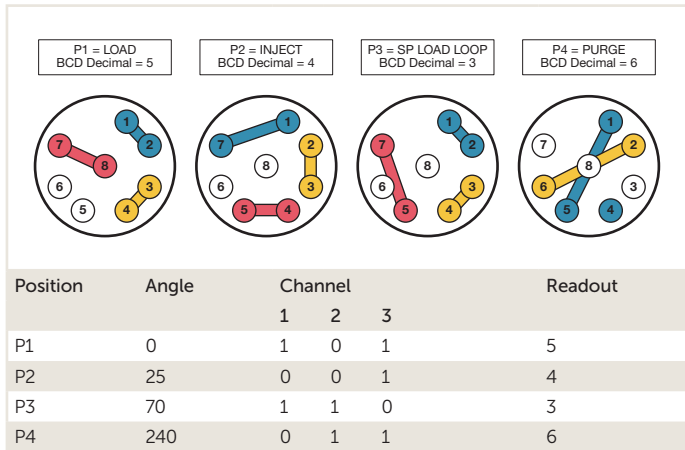 P1 = LOAD
BCD Decimal = 5
P2 = INJECT
BCD Decimal = 4
P3 = SP LOAD LOOP
BCD Decimal = 3
P4 = PURGE
BCD Decimal = 6
1
7 2
8
6 3
5 4
1
7 2
8
6 3
5 4
1
7 2
8
6 3
5 4
1
7 2
8
6 3
5 4
Position Angle Channel Readout
1 2 3
P1 0 1 0 1 5
P2 25 0 0 1 4
P3 70 1 1 0 3
P4 240 0 1 1 6